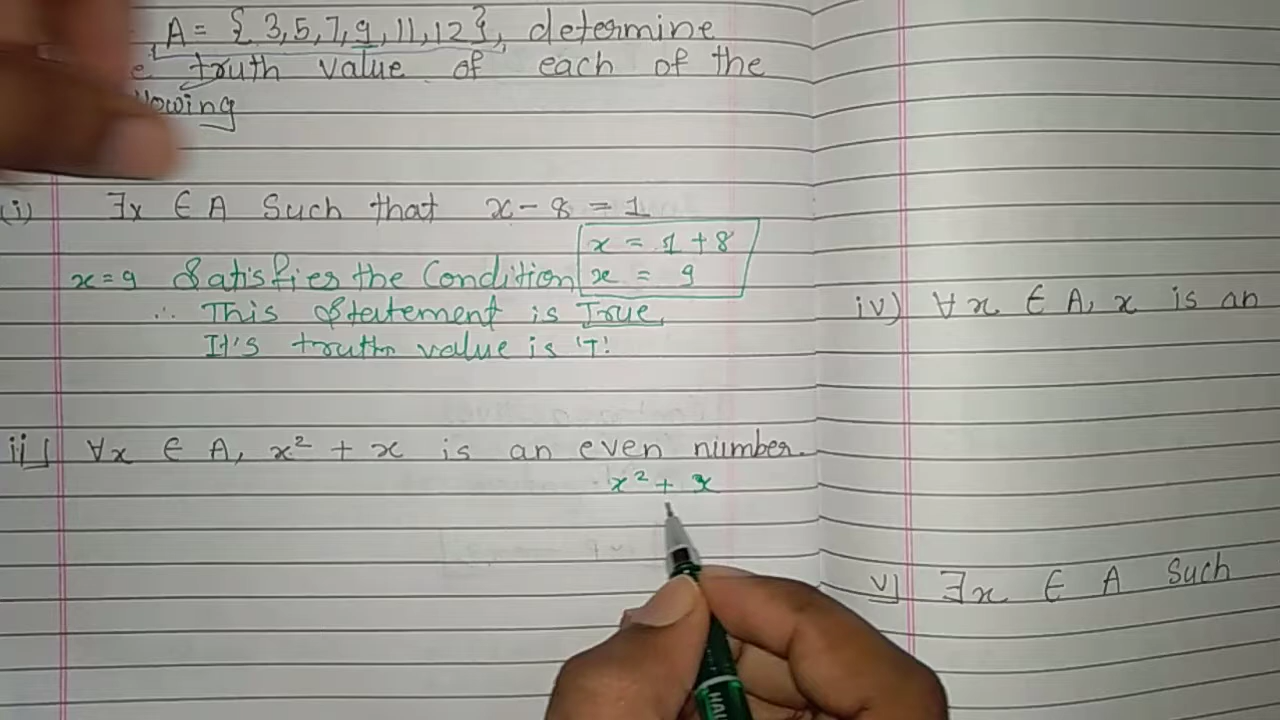 A = { 3, 5, 7, 9, 11, 12 }, determine
truth value of each of the
(i) ∃x ∈ A Such that x - 8 = 1
x = 1 + 8
x = 9 Satisfies the Condition x = 9
∴ This Statement is True
It's truth value is 'T'
ii] ∀x ∈ A, x² + x is an even number.
x² + x
iv) ∀x ∈ A, x is an
v] ∃x ∈ A Such
HAU